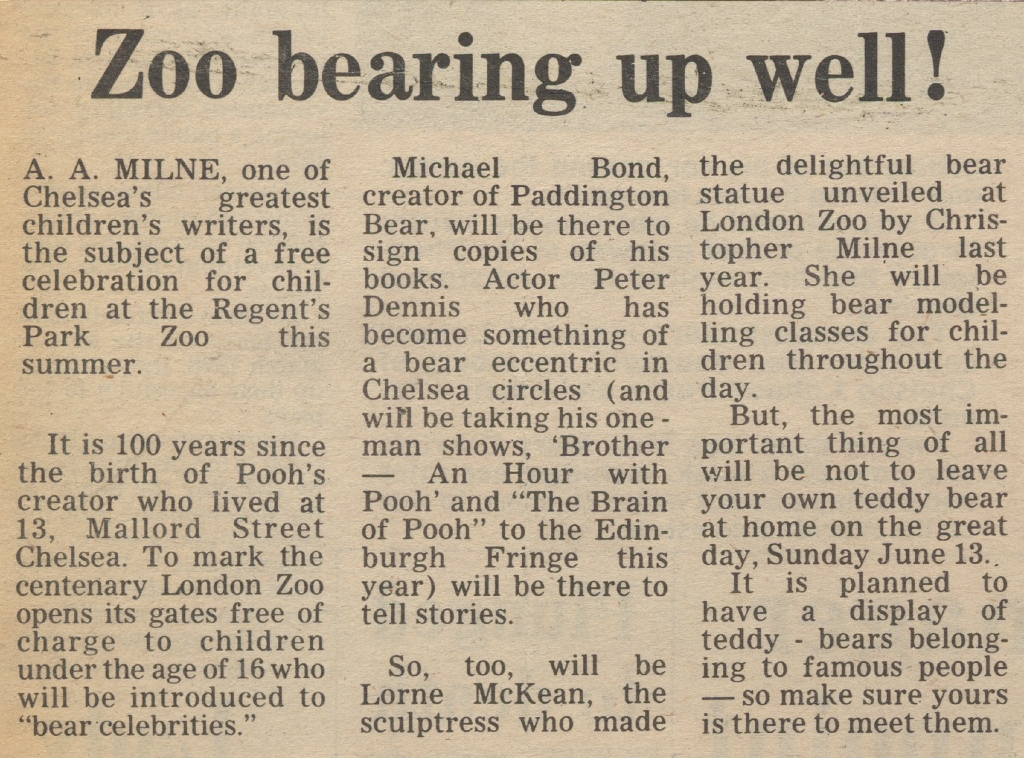 Zoo bearing up well!
A. A. MILNE, one of
Chelsea's greatest
children's writers, is
the subject of a free
celebration for chil-
dren at the Regent's
Park Zoo this
summer.
It is 100 years since
the birth of Pooh's
creator who lived at
13, Mallord Street
Chelsea. To mark the
centenary London Zoo
opens its gates free of
charge to children
under the age of 16 who
will be introduced to
"bear celebrities."
Michael Bond,
creator of Paddington
Bear, will be there to
sign copies of his
books. Actor Peter
Dennis who has
become something of
a bear eccentric in
Chelsea circles (and
will be taking his one-
man shows, 'Brother
— An Hour with
Pooh' and "The Brain
of Pooh" to the Edin-
burgh Fringe this
year) will be there to
tell stories.
So, too, will be
Lorne McKean, the
sculptress who made
the delightful bear
statue unveiled at
London Zoo by Chris-
topher Milne last
year. She will be
holding bear model-
ling classes for chil-
dren throughout the
day.
But, the most im-
portant thing of all
will be not to leave
your own teddy bear
at home on the great
day, Sunday June 13..
It is planned to
have a display of
teddy - bears belong-
ing to famous people
— so make sure yours
is there to meet them.